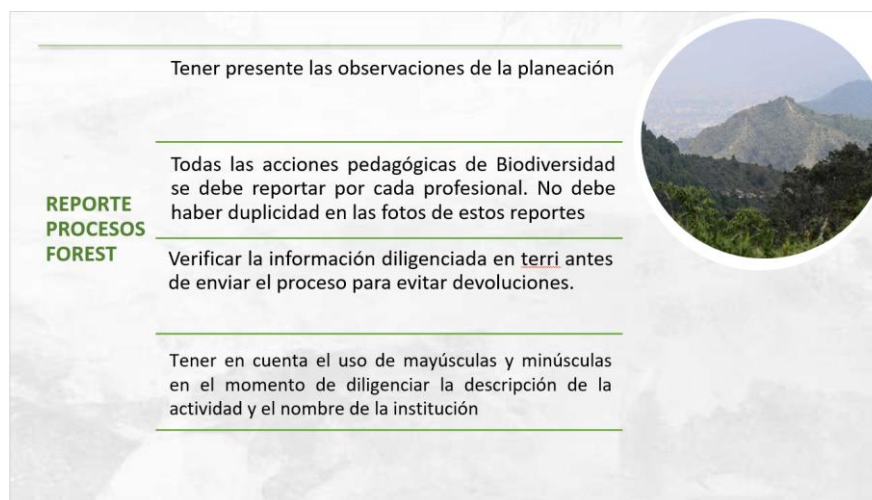 Tener presente las observaciones de la planeación
Todas las acciones pedagógicas de Biodiversidad
se debe reportar por cada profesional. No debe
haber duplicidad en las fotos de estos reportes
REPORTE
PROCESOS
FOREST
Verificar la información diligenciada en terri antes
de enviar el proceso para evitar devoluciones.
Tener en cuenta el uso de mayúsculas y minúsculas
en el momento de diligenciar la descripción de la
actividad y el nombre de la institución